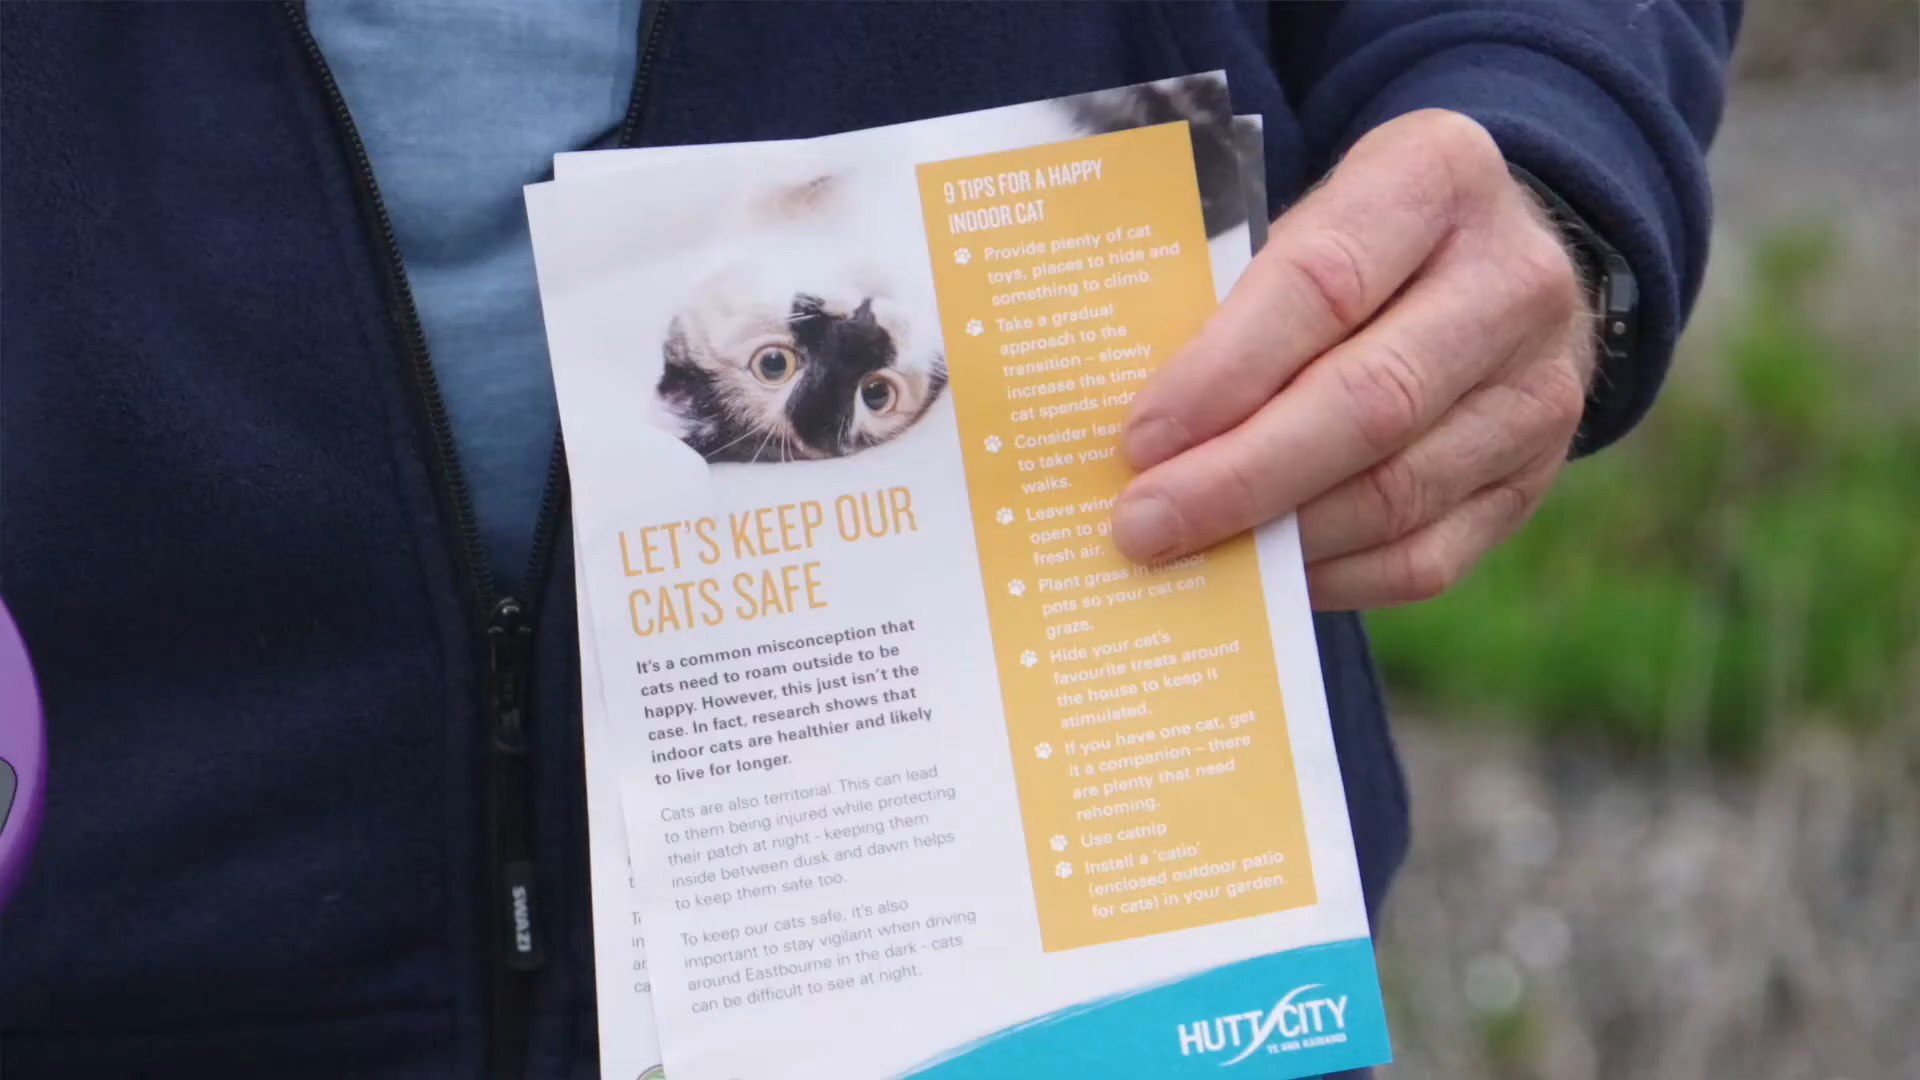 LET'S KEEP OUR
CATS SAFE
It's a common misconception that
cats need to roam outside to be
happy. However, this just isn't the
case. In fact, research shows that
indoor cats are healthier and likely
to live for longer.
Cats are also territorial. This can lead
to them being injured while protecting
their patch at night - keeping them
inside between dusk and dawn helps
to keep them safe too.
To keep our cats safe, it's also
important to stay vigilant when driving
around Eastbourne in the dark - cats
can be difficult to see at night.
9 TIPS FOR A HAPPY
INDOOR CAT
Provide plenty of cat
toys, places to hide and
something to climb
Take a gradual
approach to the
transition – slowly
increase the time
cat spends
Consider
to take your
walks.
Leave
open to
fresh air.
Plant grass in indoor
pots so your cat can
graze.
Hide your cat's
favourite treats around
the house to keep it
stimulated.
If you have one cat, get
it a companion – there
are plenty that need
rehoming.
Use catnip
Install a 'catio'
(enclosed outdoor patio
for cats) in your garden.
HUTT CITY
TE AWA KAIRANGI
SWAZI